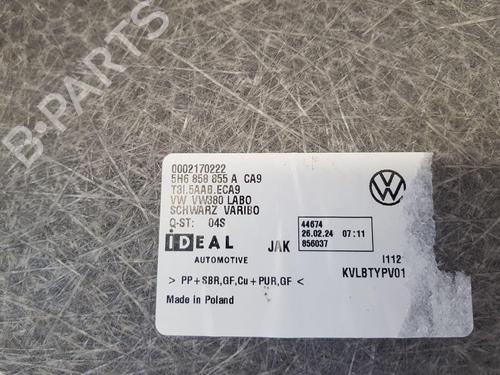 B-PARTS
0002170222
5H6 858 855 A CA9
T3I.5AAB.ECA9
VW VW380 LABO
SCHWARZ VARIBO
Q-ST: 04S
IDEAL
AUTOMOTIVE
JAK
44674
26.02.24 07:11
856037
I112
KVLBTYPV01
> PP+SBR,GF,Cu+PUR,GF <
Made in Poland